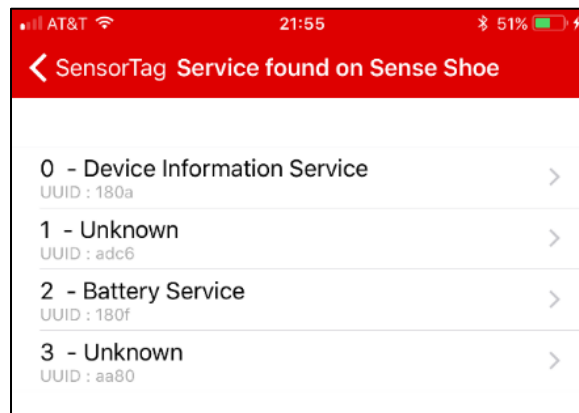 AT&T 21:55 51%
SensorTag Service found on Sense Shoe
0 - Device Information Service
UUID : 180a
1 - Unknown
UUID : adc6
2 - Battery Service
UUID : 180f
3 - Unknown
UUID : aa80